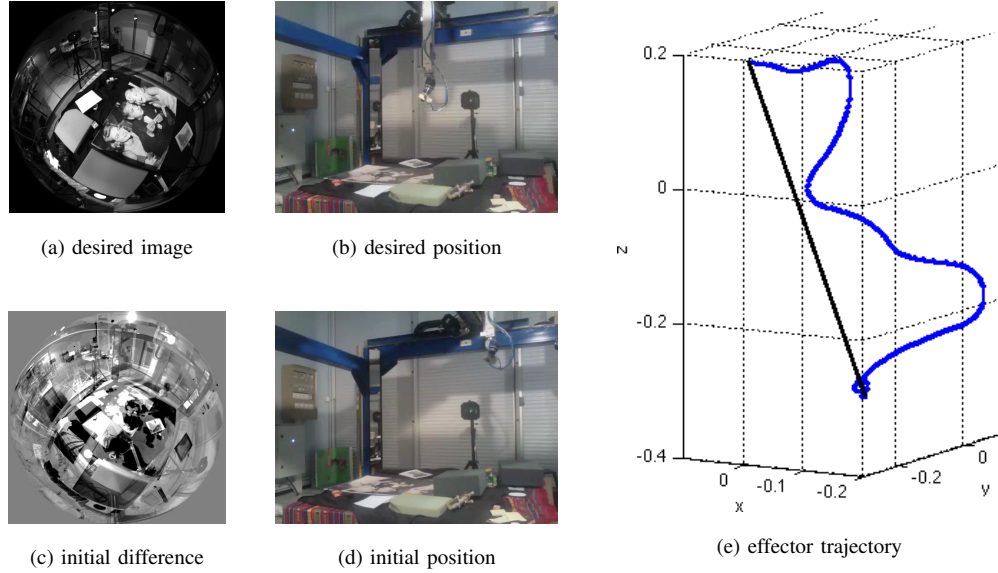 (a) desired image
(b) desired position
(c) initial difference
(d) initial position
0.2
0
-0.2
-0.4
z
0
-0.1
-0.2
x
-0.2
0
y
(e) effector trajectory